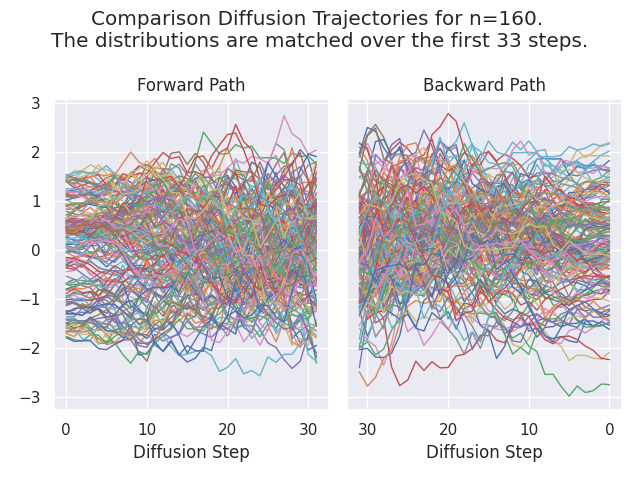 Comparison Diffusion Trajectories for n=160.
The distributions are matched over the first 33 steps.
Forward Path
Backward Path
3
2
1
0
−1
−2
−3
0 10 20 30
30 20 10 0
Diffusion Step
Diffusion Step